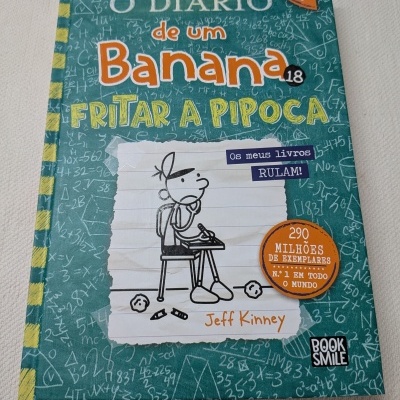 O DIÁRIO
de um
Banana 18
FRITAR A PIPOCA
Os meus livros
RULAM!
290
MILHÕES
DE EXEMPLARES
N.º 1 EM TODO
O MUNDO
Jeff Kinney
BOOK
SMILE